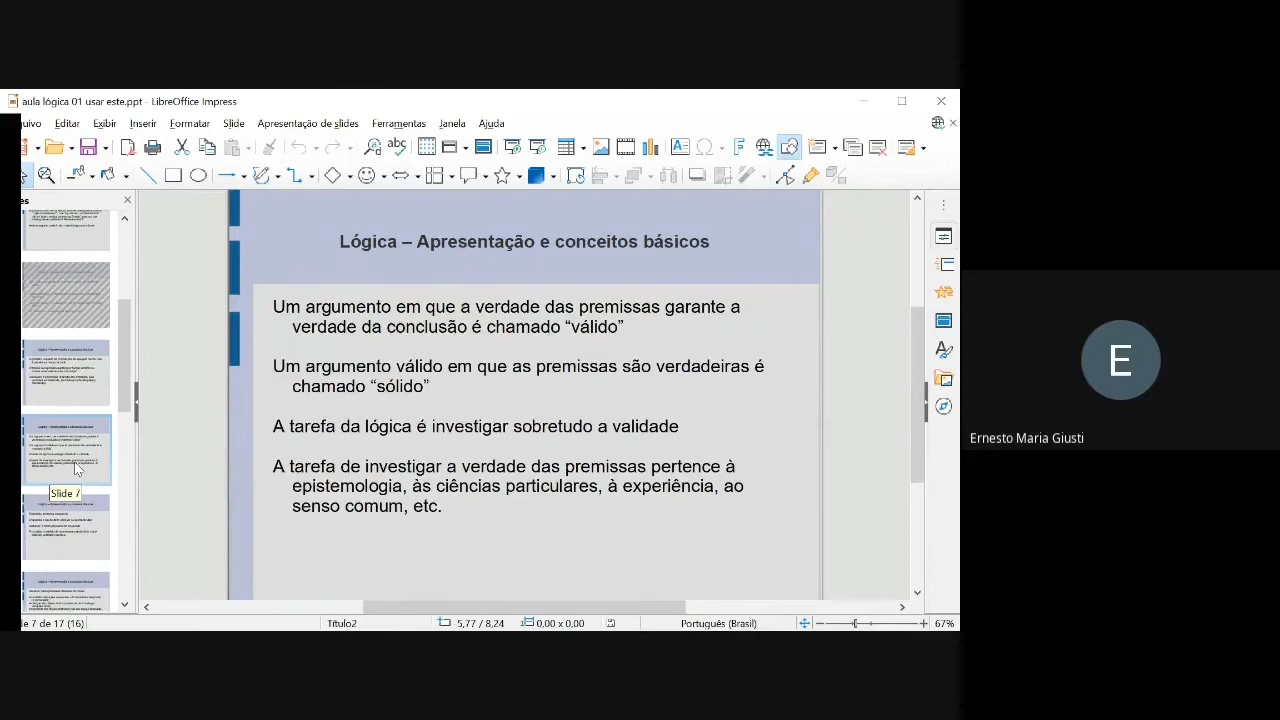 aula lógica 01 usar este.ppt - LibreOffice Impress
uivo Editar Exibir Inserir Formatar Slide Apresentação de slides Ferramentas Janela Ajuda
es
Slide 7
Lógica – Apresentação e conceitos básicos
Um argumento em que a verdade das premissas garante a
verdade da conclusão é chamado “válido”
Um argumento válido em que as premissas são verdadeiras é
chamado “sólido”
A tarefa da lógica é investigar sobretudo a validade
A tarefa de investigar a verdade das premissas pertence à
epistemologia, às ciências particulares, à experiência, ao
senso comum, etc.
E
Ernesto Maria Giusti
de 7 de 17 (16) Título2 5,77 / 8,24 0,00 x 0,00 Português (Brasil) 67%